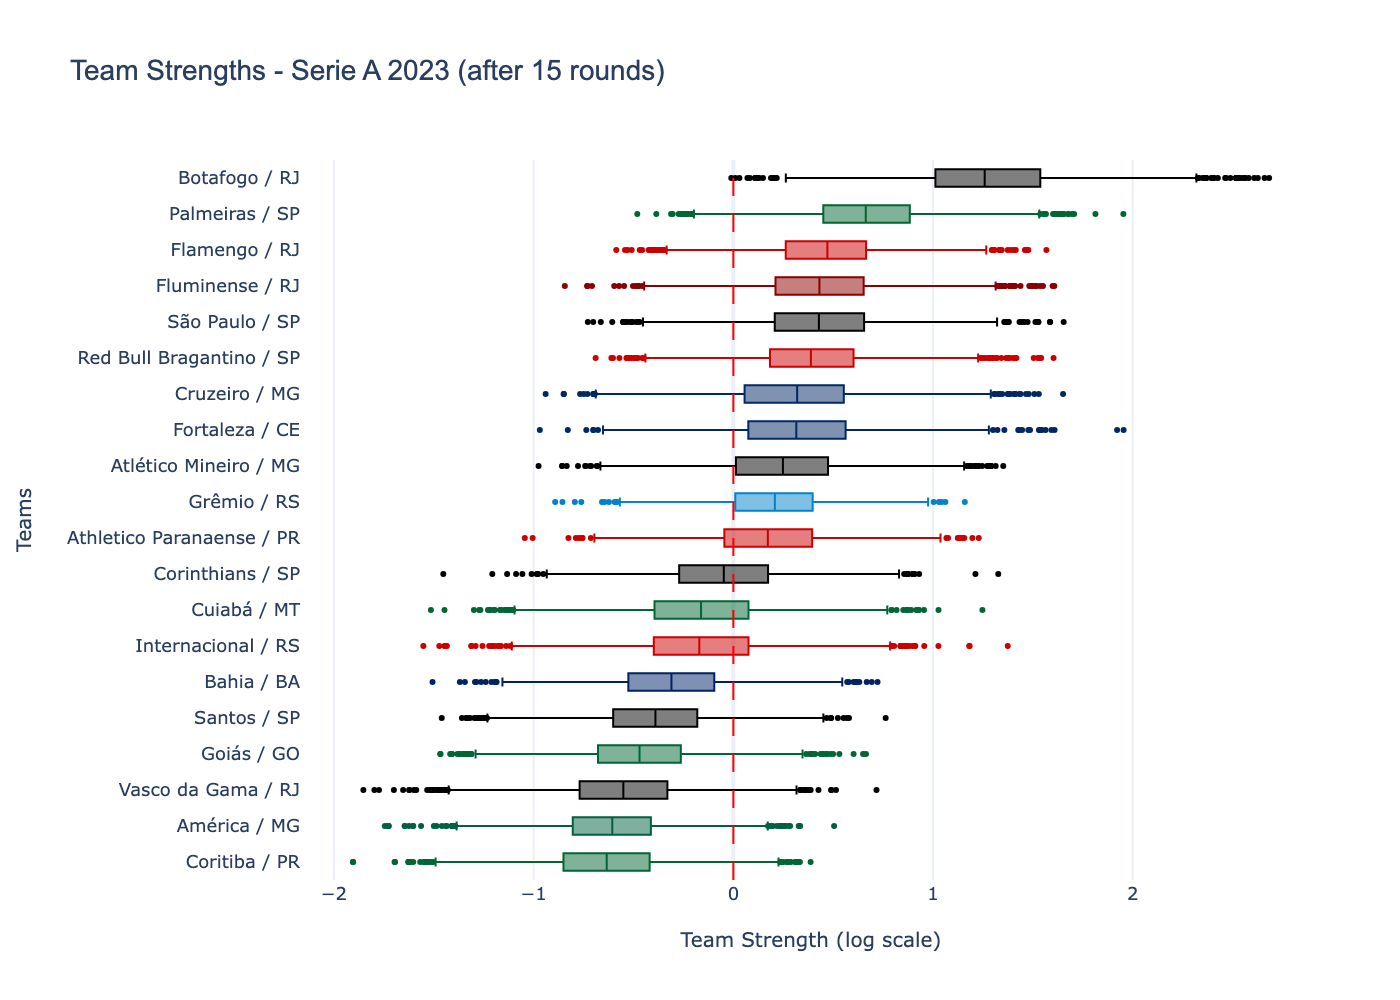 Team Strengths - Serie A 2023 (after 15 rounds)
Teams
Botafogo / RJ
Palmeiras / SP
Flamengo / RJ
Fluminense / RJ
São Paulo / SP
Red Bull Bragantino / SP
Cruzeiro / MG
Fortaleza / CE
Atlético Mineiro / MG
Grêmio / RS
Athletico Paranaense / PR
Corinthians / SP
Cuiabá / MT
Internacional / RS
Bahia / BA
Santos / SP
Goiás / GO
Vasco da Gama / RJ
América / MG
Coritiba / PR
−2 −1 0 1 2
Team Strength (log scale)